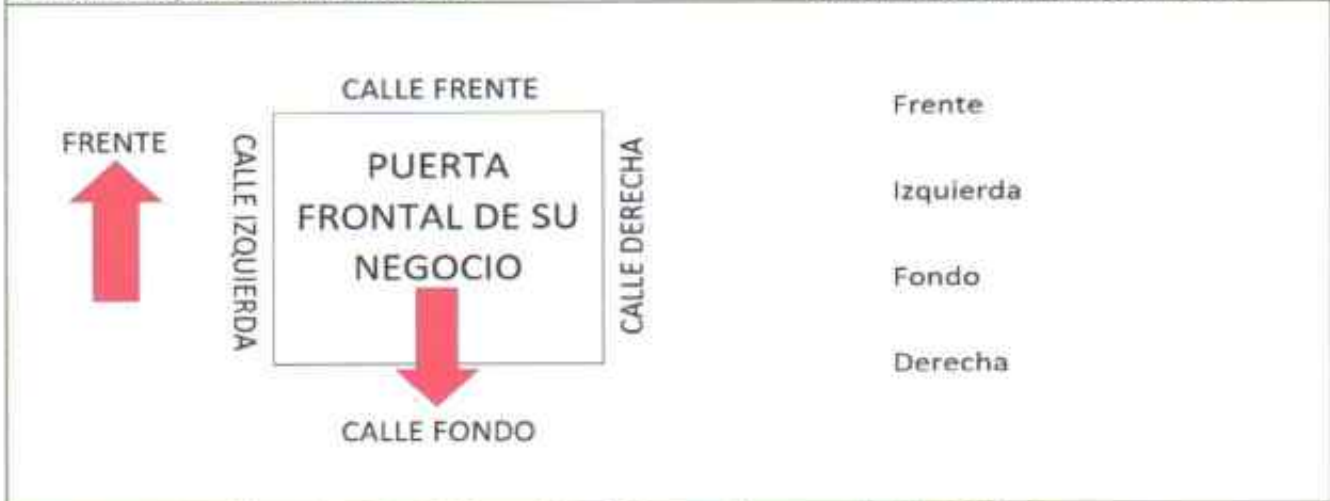 CALLE FRENTE
FRENTE
CALLE IZQUIERDA
PUERTA
FRONTAL DE SU
NEGOCIO
CALLE DERECHA
CALLE FONDO
Frente
Izquierda
Fondo
Derecha